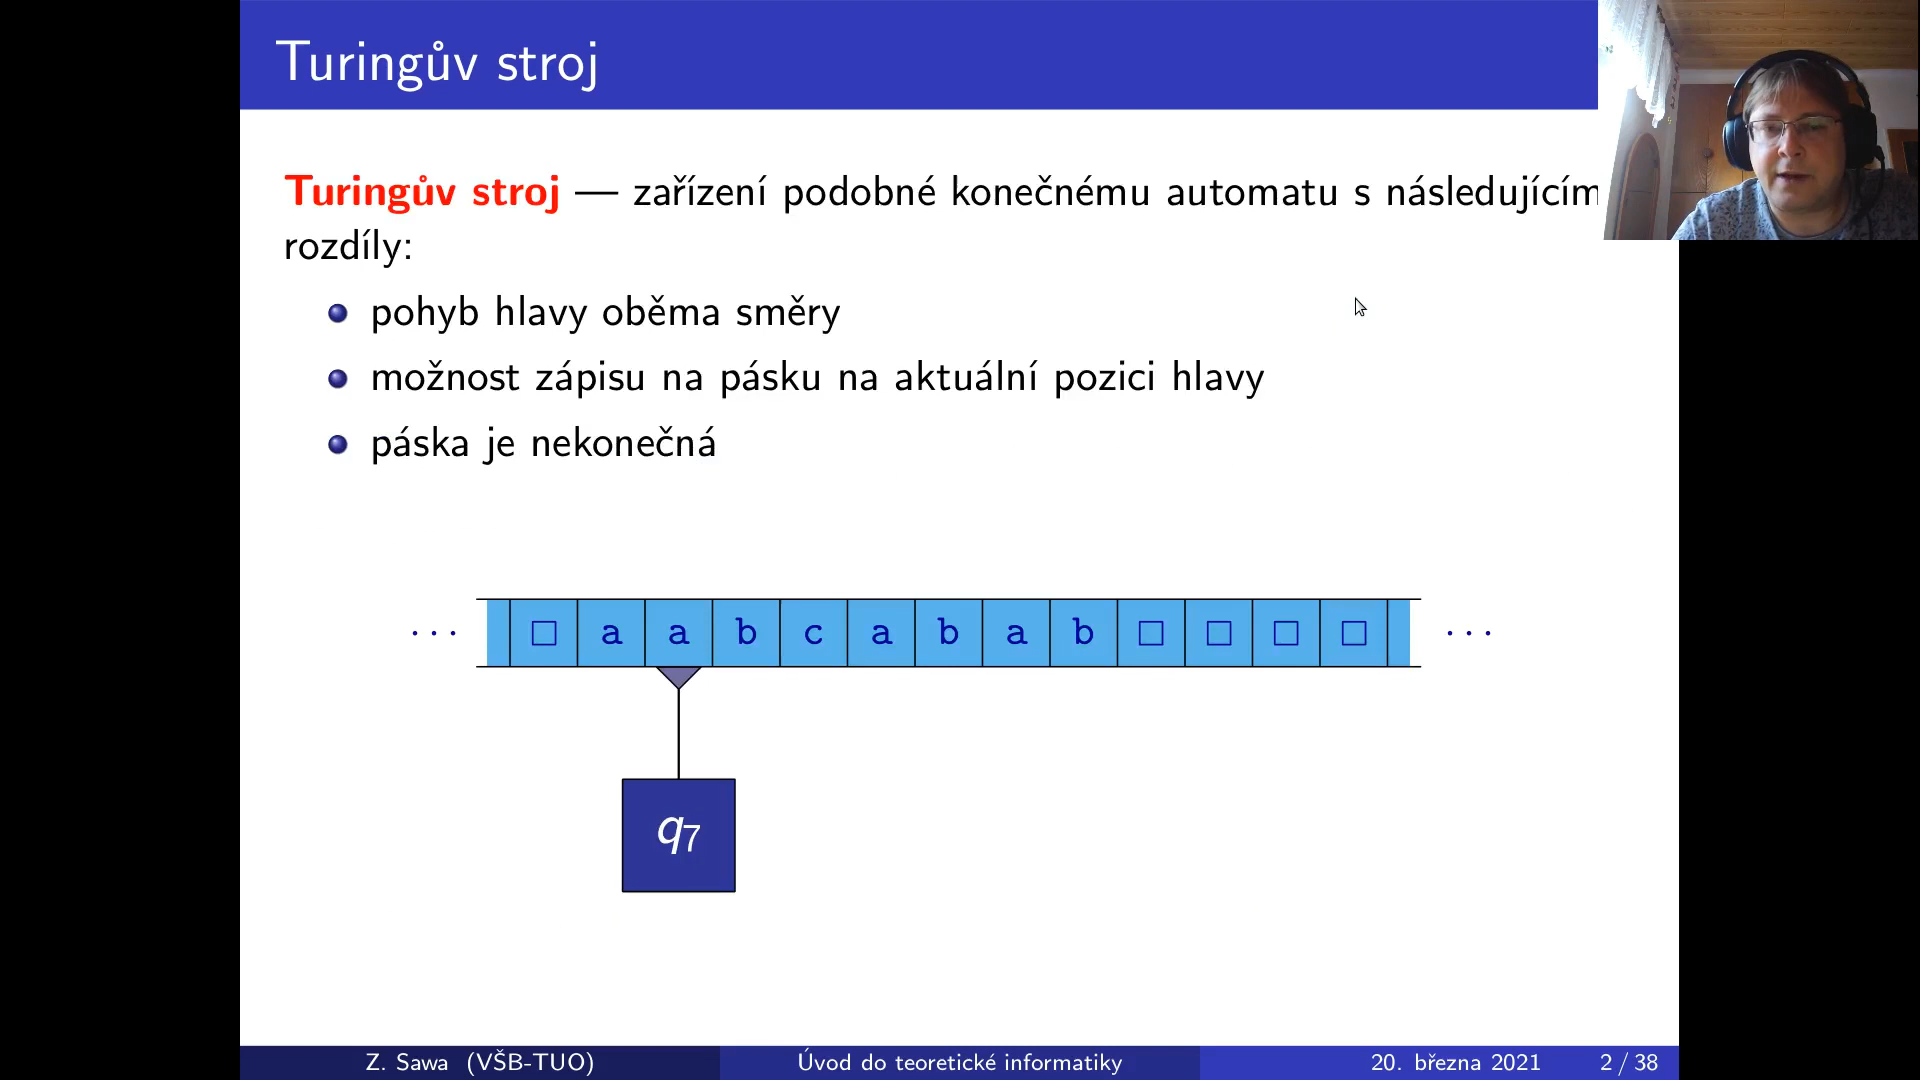 Turingův stroj
Turingův stroj — zařízení podobné konečnému automatu s následujícím
rozdíly:
pohyb hlavy oběma směry
možnost zápisu na pásku na aktuální pozici hlavy
páska je nekonečná
··· □ a a b c a b a b □ □ □ □ ···
q7
Z. Sawa (VŠB-TUO) Úvod do teoretické informatiky 20. března 2021 2 / 38